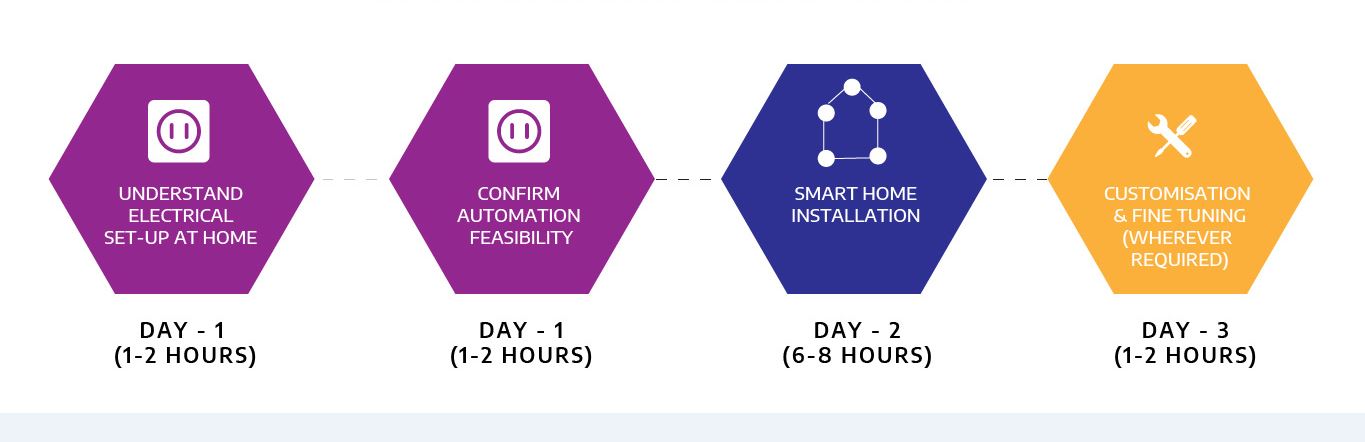 UNDERSTAND
ELECTRICAL
SET-UP AT HOME
DAY - 1
(1-2 HOURS)
CONFIRM
AUTOMATION
FEASIBILITY
DAY - 1
(1-2 HOURS)
SMART HOME
INSTALLATION
DAY - 2
(6-8 HOURS)
CUSTOMISATION
& FINE TUNING
(WHEREVER
REQUIRED)
DAY - 3
(1-2 HOURS)